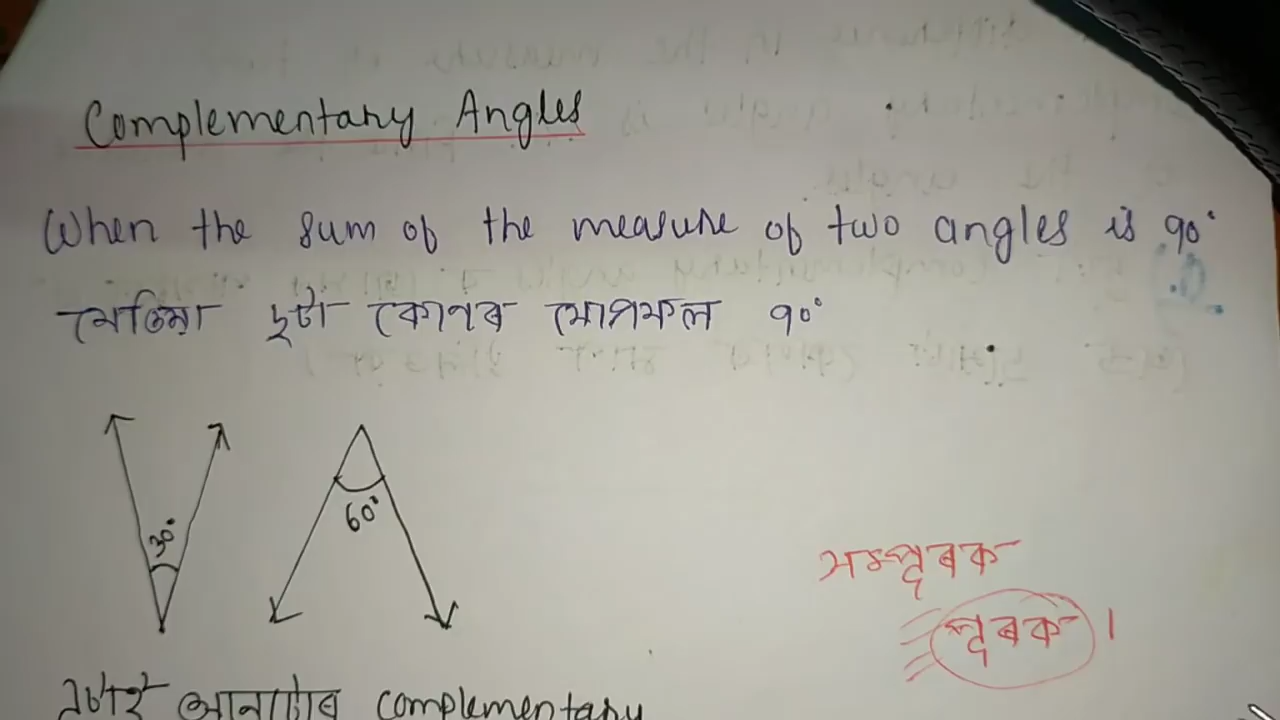 Complementary Angles
When the sum of the measure of two angles is 90°
যেতিয়া দুটা কোণৰ যোগফল 90°
30°
60°
সম্পূৰক
পূৰক।
এটাই আনটোৰ complementary